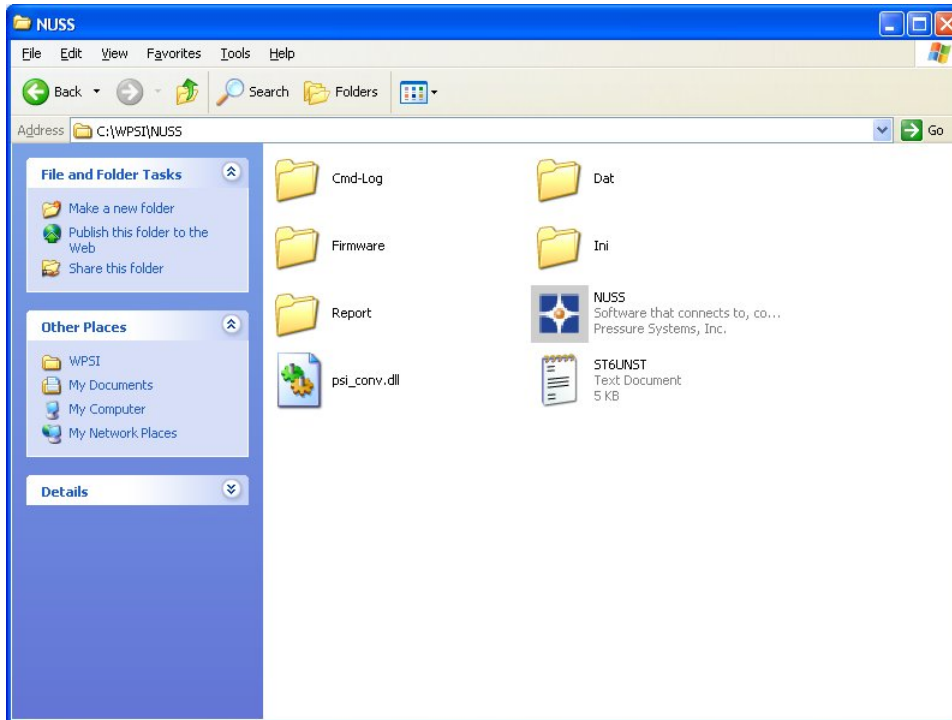 NUSS
File Edit View Favorites Tools Help
Back Search Folders
Address C:\WPSI\NUSS Go
File and Folder Tasks
Make a new folder
Publish this folder to the
Web
Share this folder
Other Places
WPSI
My Documents
My Computer
My Network Places
Details
Cmd-Log
Dat
Firmware
Ini
Report
NUSS
Software that connects to, co...
Pressure Systems, Inc.
psi_conv.dll
ST6UNST
Text Document
5 KB